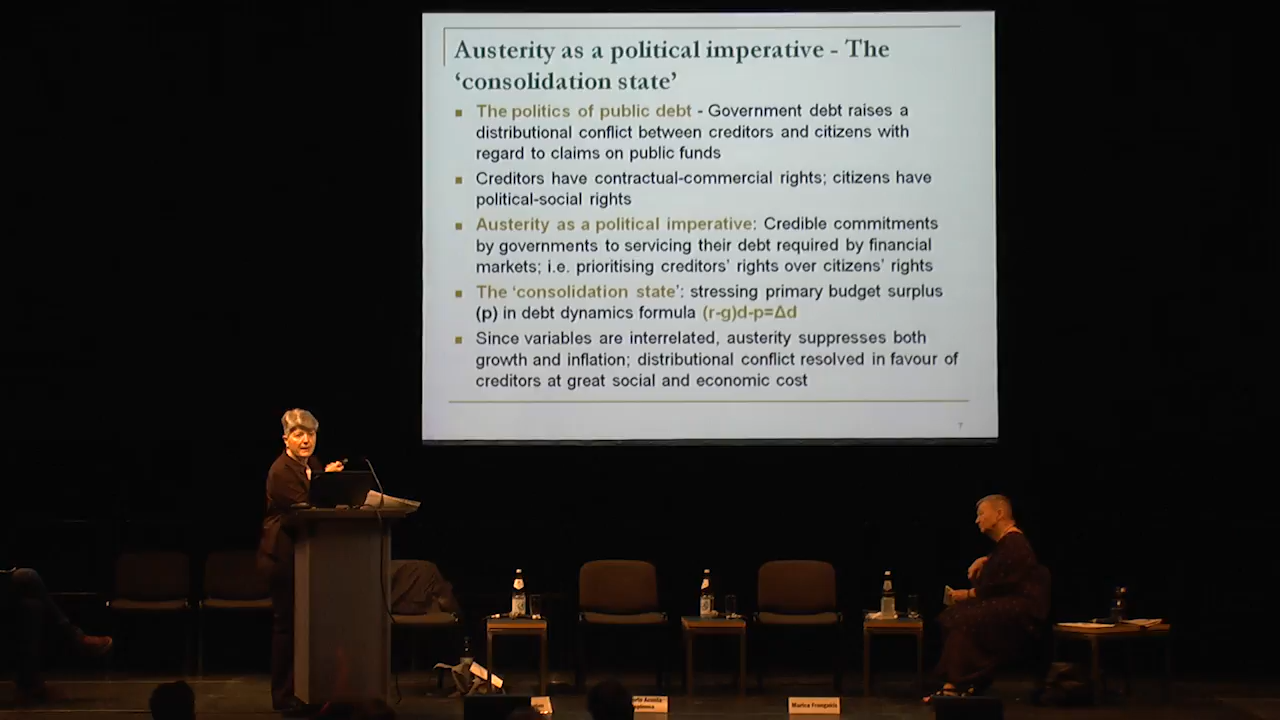 Austerity as a political imperative - The
‘consolidation state’
The politics of public debt - Government debt raises a
distributional conflict between creditors and citizens with
regard to claims on public funds
Creditors have contractual-commercial rights; citizens have
political-social rights
Austerity as a political imperative: Credible commitments
by governments to servicing their debt required by financial
markets; i.e. prioritising creditors’ rights over citizens’ rights
The ‘consolidation state’: stressing primary budget surplus
(p) in debt dynamics formula (r-g)d-p=Δd
Since variables are interrelated, austerity suppresses both
growth and inflation; distributional conflict resolved in favour of
creditors at great social and economic cost
7
Marica Frangakis